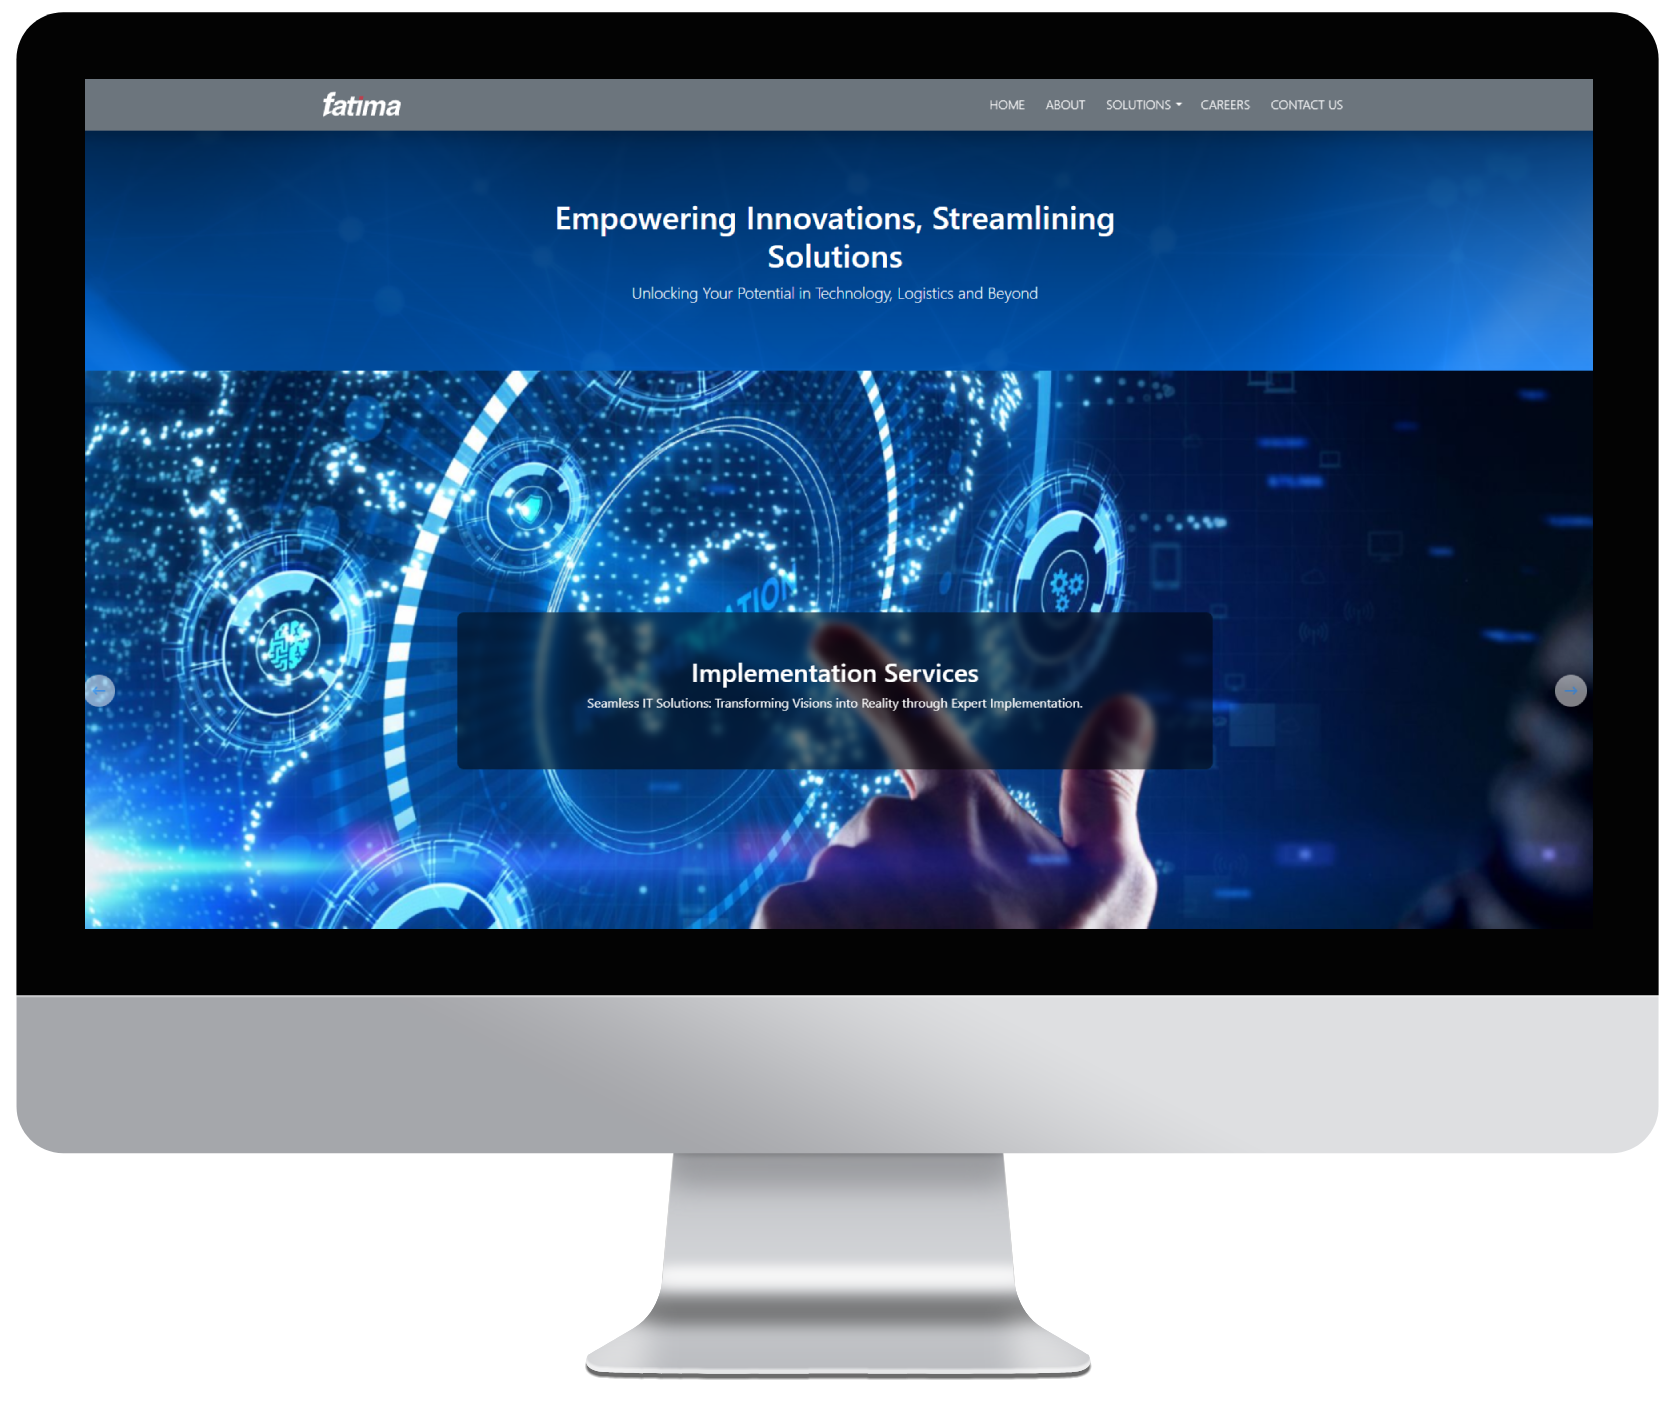 fatima
HOME ABOUT SOLUTIONS CAREERS CONTACT US
Empowering Innovations, Streamlining
Solutions
Unlocking Your Potential in Technology, Logistics and Beyond
Implementation Services
Seamless IT Solutions: Transforming Visions into Reality through Expert Implementation.